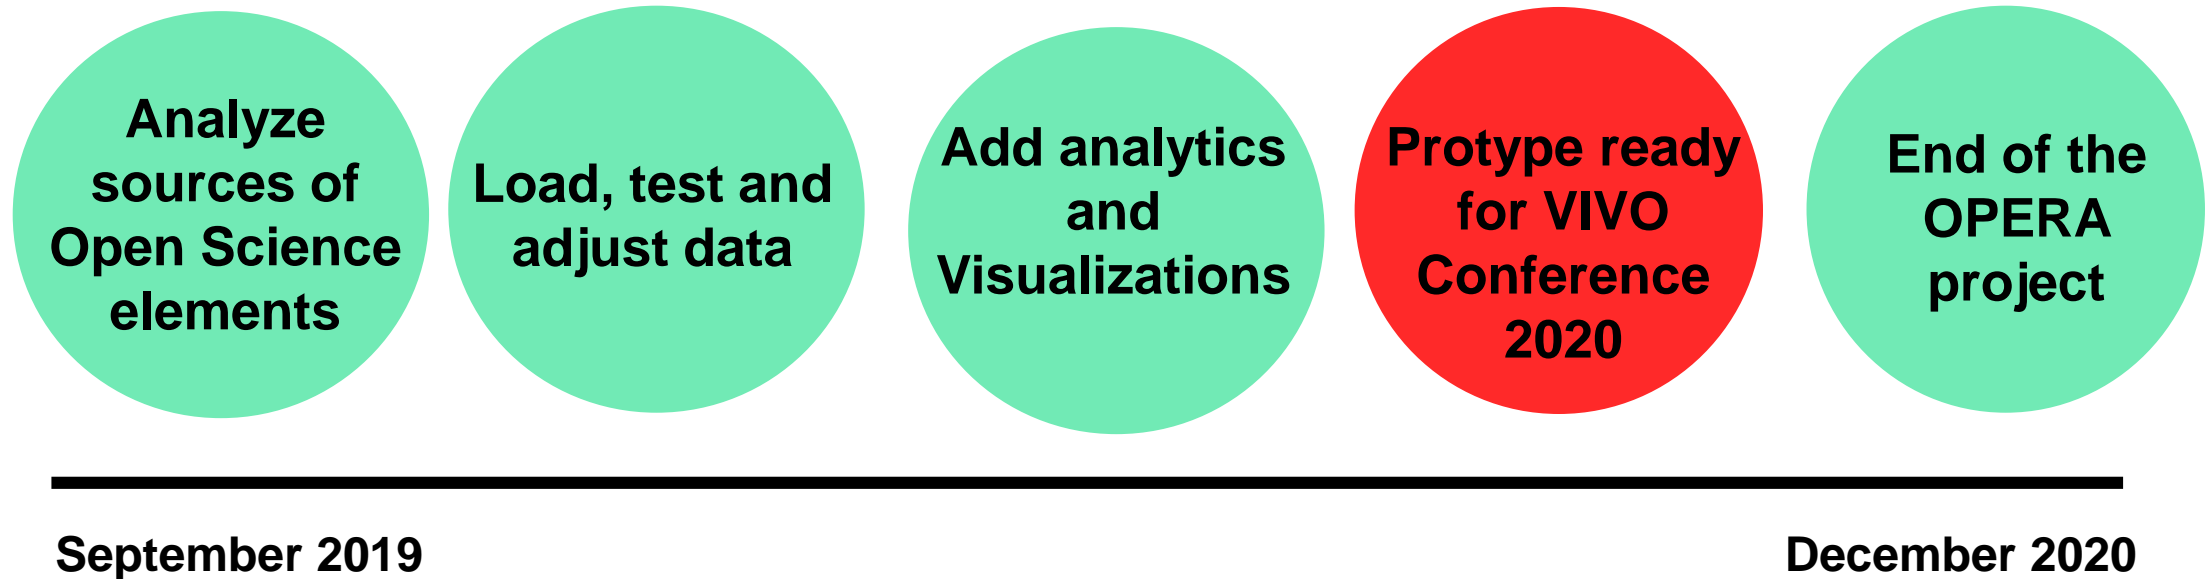 Analyze
sources of
Open Science
elements
Load, test and
adjust data
Add analytics
and
Visualizations
Protype ready
for VIVO
Conference
2020
End of the
OPERA
project
September 2019
December 2020